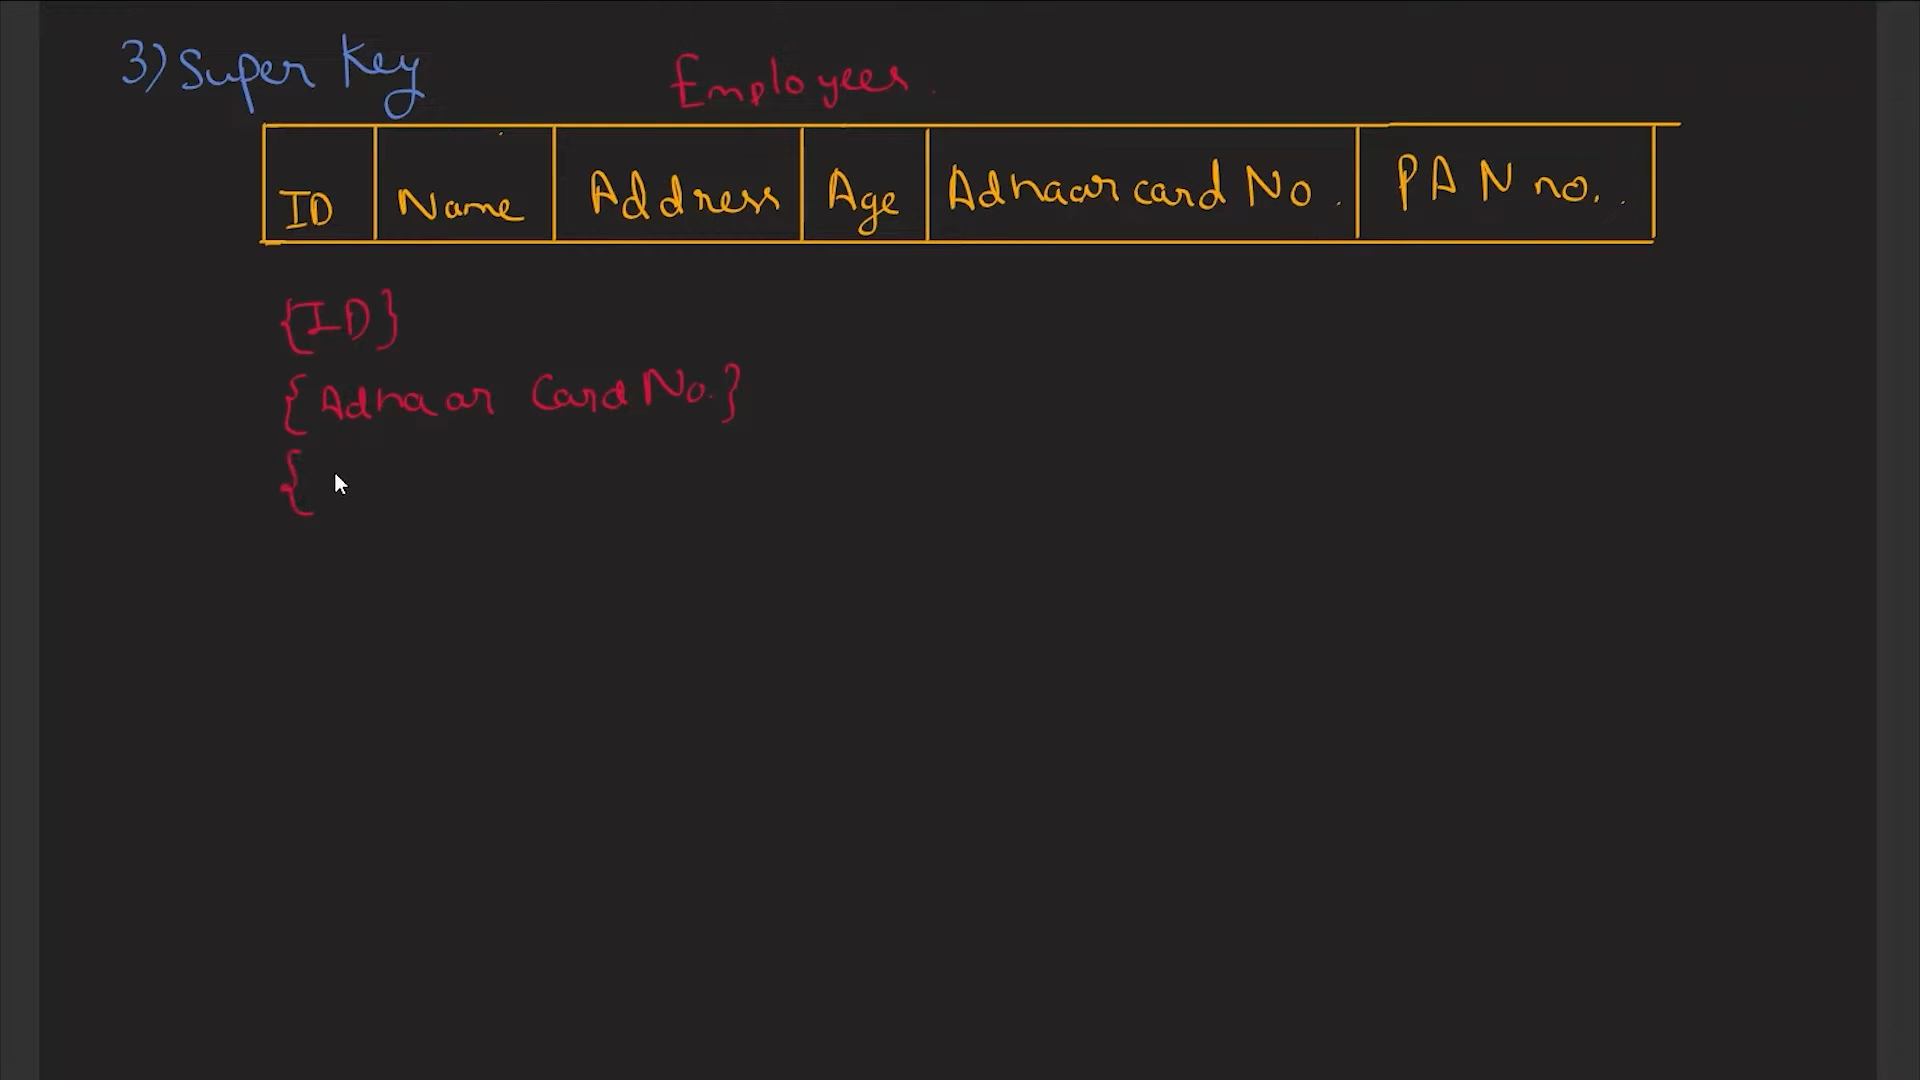 3) Super Key
Employees.
ID Name Address Age Adhaar card No. PAN no..
{ID}
{Adhaar Card No.}
{